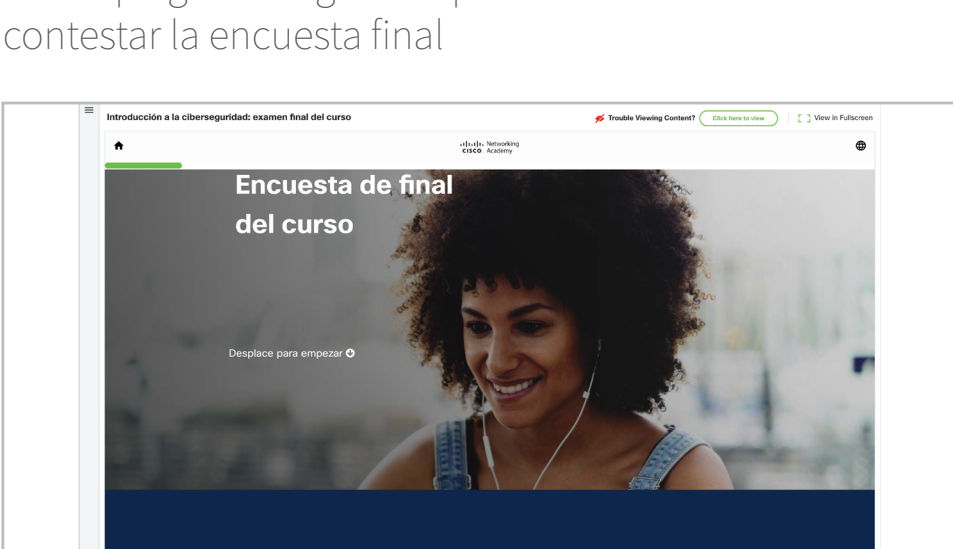 contestar la encuesta final
Introducción a la ciberseguridad: examen final del curso
Trouble Viewing Content?
Click here to view
View in Fullscreen
CISCO Networking Academy
Encuesta de final
del curso
Desplace para empezar